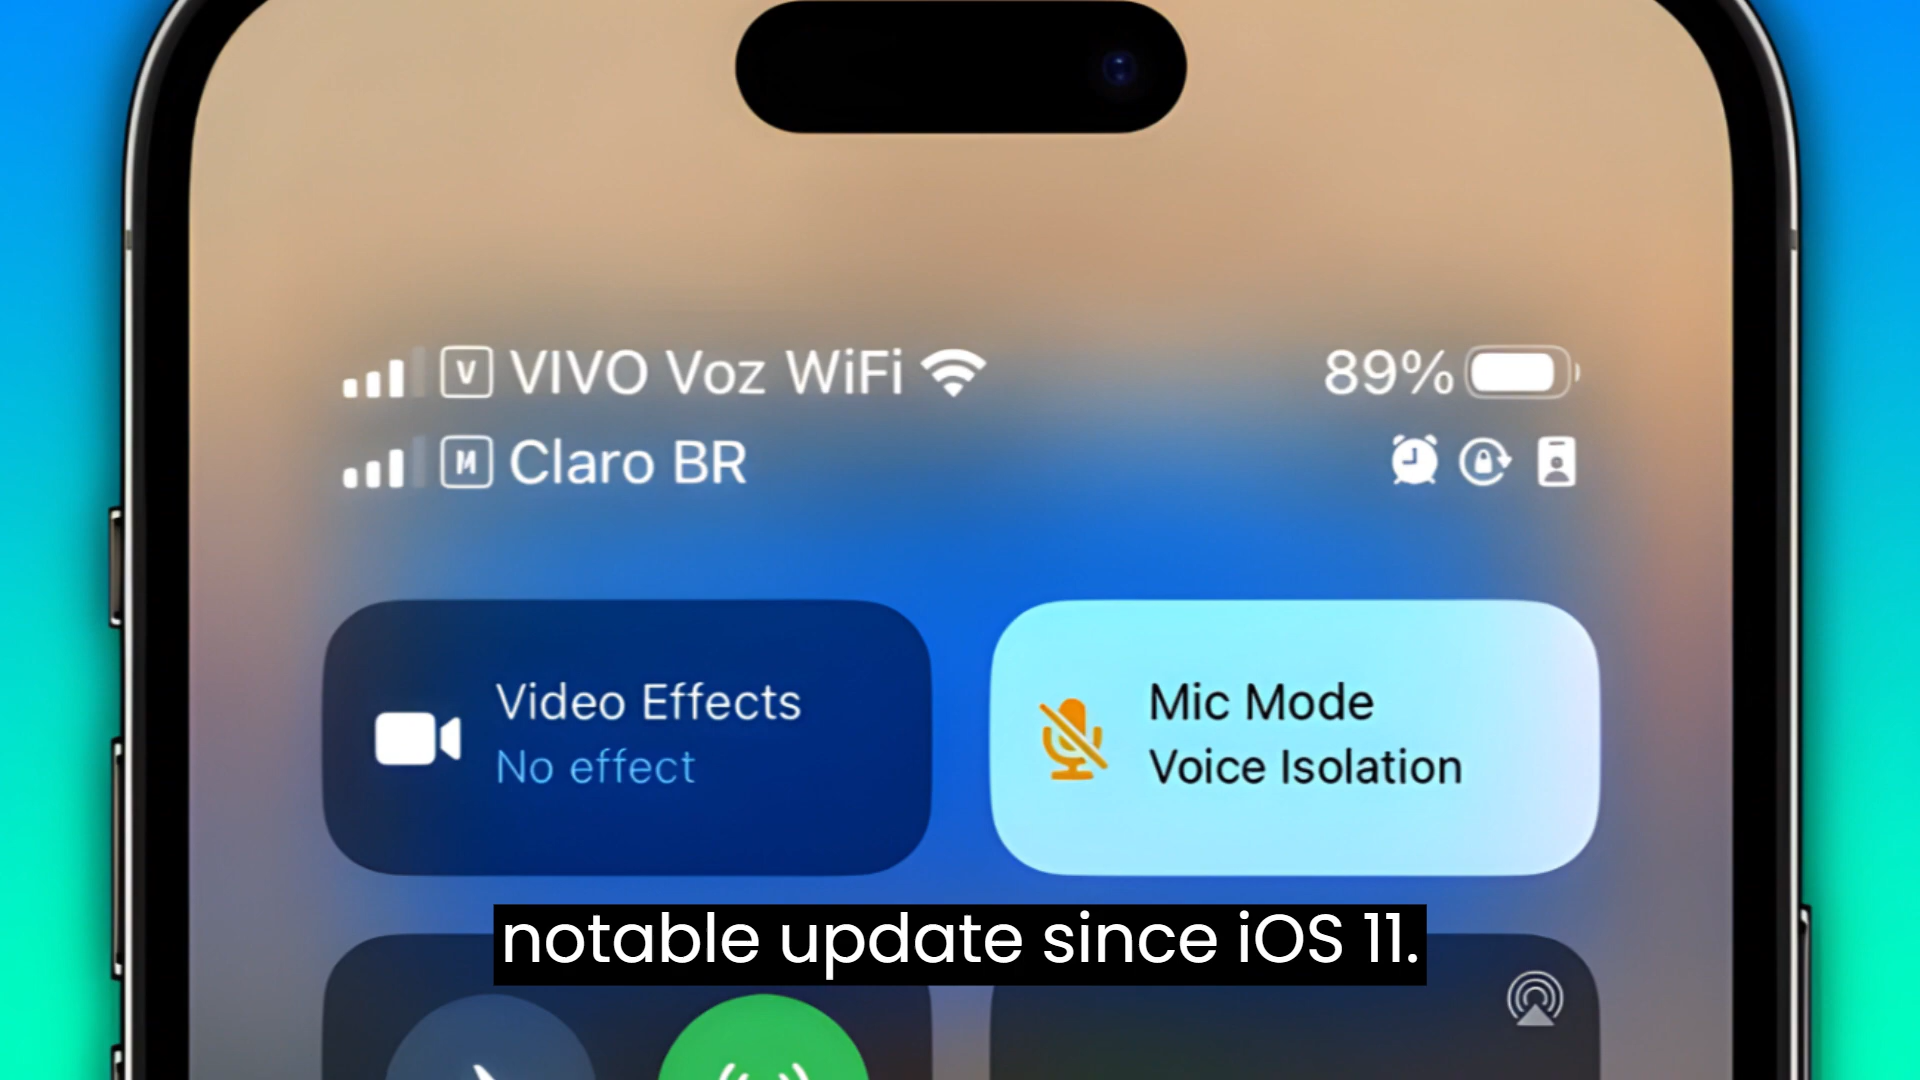 V VIVO Voz WiFi 89%
M Claro BR
Video Effects
No effect
Mic Mode
Voice Isolation
notable update since iOS 11.